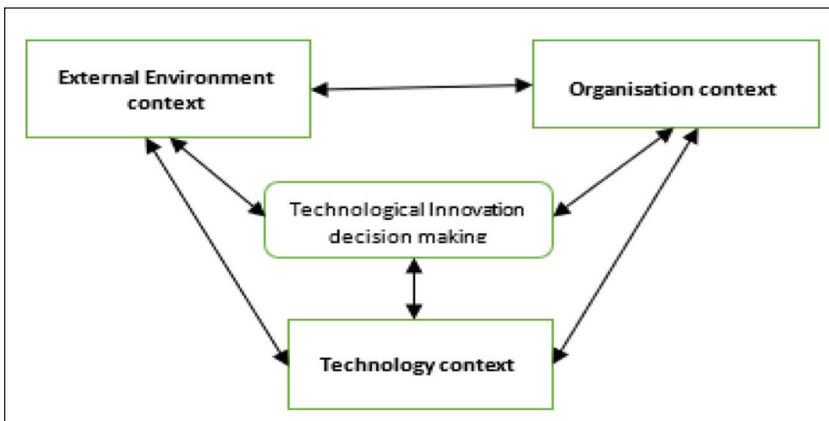 External Environment
context
Organisation context
Technological Innovation
decision making
Technology context